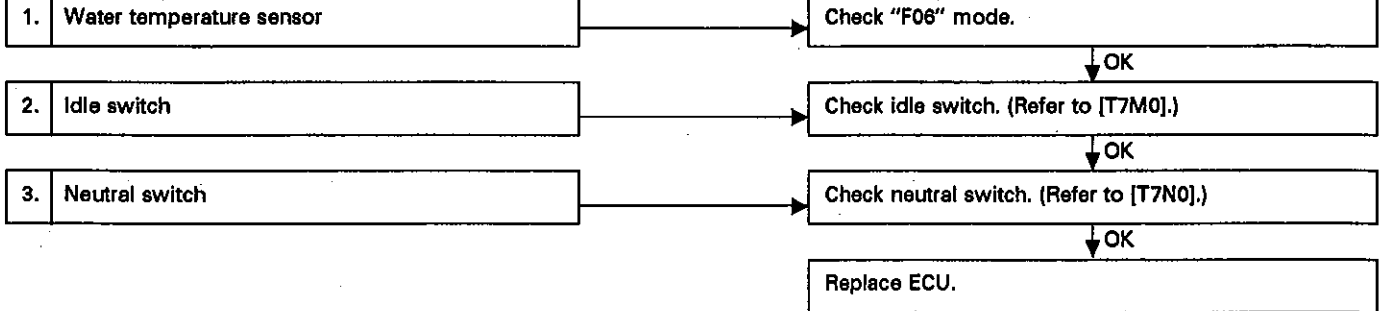 1. Water temperature sensor
Check "F06" mode.
OK
2. Idle switch
Check idle switch. (Refer to [T7M0].)
OK
3. Neutral switch
Check neutral switch. (Refer to [T7N0].)
OK
Replace ECU.